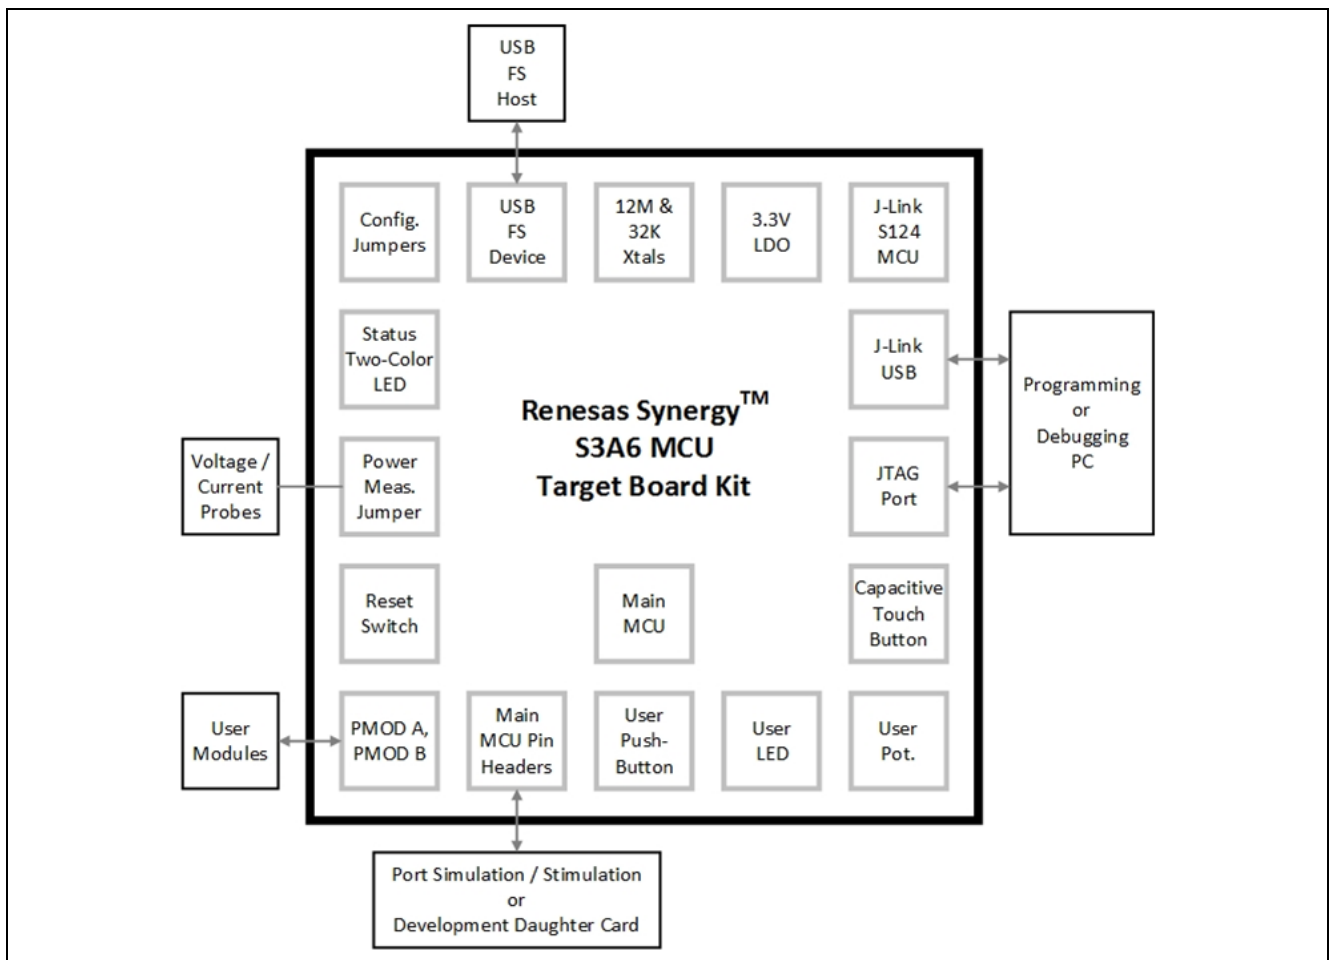 USB
FS
Host
Config.
Jumpers
USB
FS
Device
12M &
32K
Xtals
3.3V
LDO
J-Link
S124
MCU
Status
Two-Color
LED
J-Link
USB
Programming
or
Debugging
PC
Renesas Synergy™
S3A6 MCU
Target Board Kit
Voltage /
Current
Probes
Power
Meas.
Jumper
JTAG
Port
Reset
Switch
Main
MCU
Capacitive
Touch
Button
User
Modules
PMOD A,
PMOD B
Main
MCU Pin
Headers
User
Push-
Button
User
LED
User
Pot.
Port Simulation / Stimulation
or
Development Daughter Card